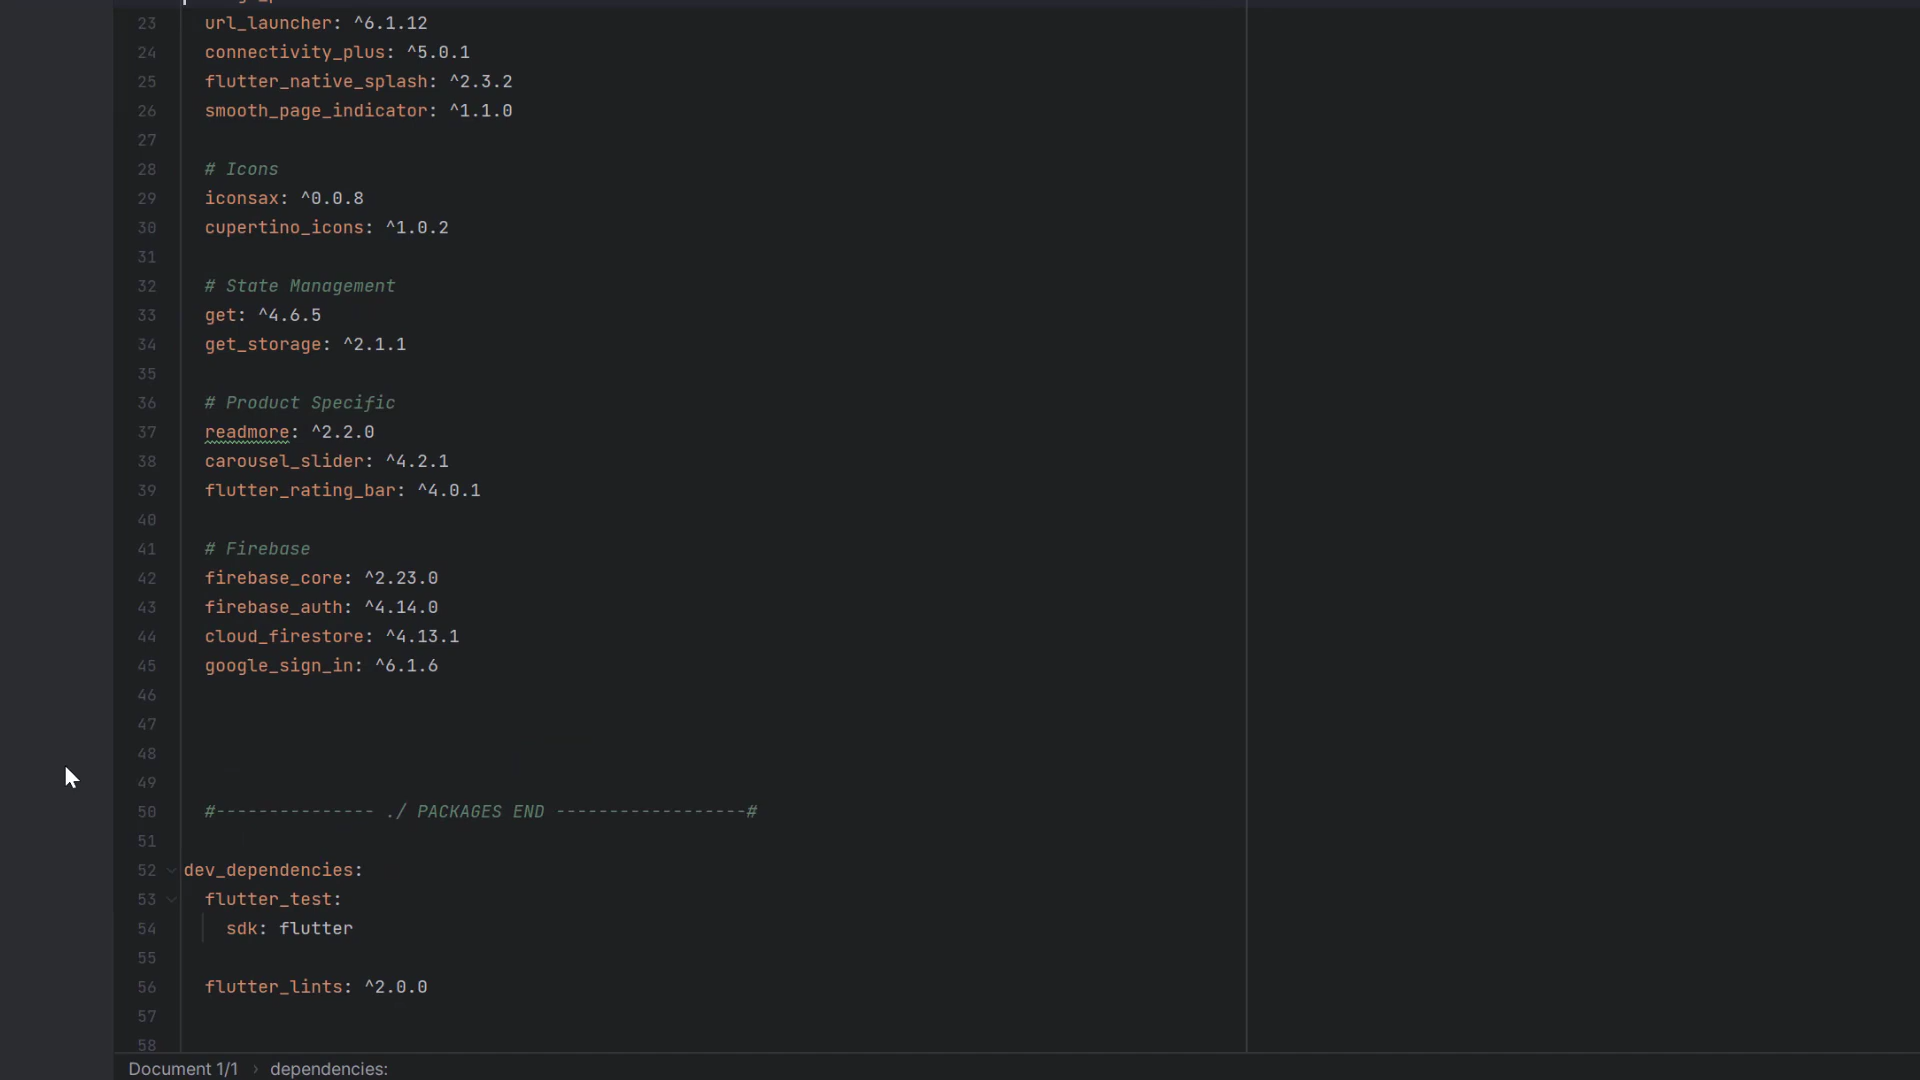 23 url_launcher: ^6.1.12
24 connectivity_plus: ^5.0.1
25 flutter_native_splash: ^2.3.2
26 smooth_page_indicator: ^1.1.0
27
28 # Icons
29 iconsax: ^0.0.8
30 cupertino_icons: ^1.0.2
31
32 # State Management
33 get: ^4.6.5
34 get_storage: ^2.1.1
35
36 # Product Specific
37 readmore: ^2.2.0
38 carousel_slider: ^4.2.1
39 flutter_rating_bar: ^4.0.1
40
41 # Firebase
42 firebase_core: ^2.23.0
43 firebase_auth: ^4.14.0
44 cloud_firestore: ^4.13.1
45 google_sign_in: ^6.1.6
46
47
48
49
50 #--------------- ./ PACKAGES END ------------------#
51
52 dev_dependencies:
53 flutter_test:
54 sdk: flutter
55
56 flutter_lints: ^2.0.0
57
58
Document 1/1 › dependencies: